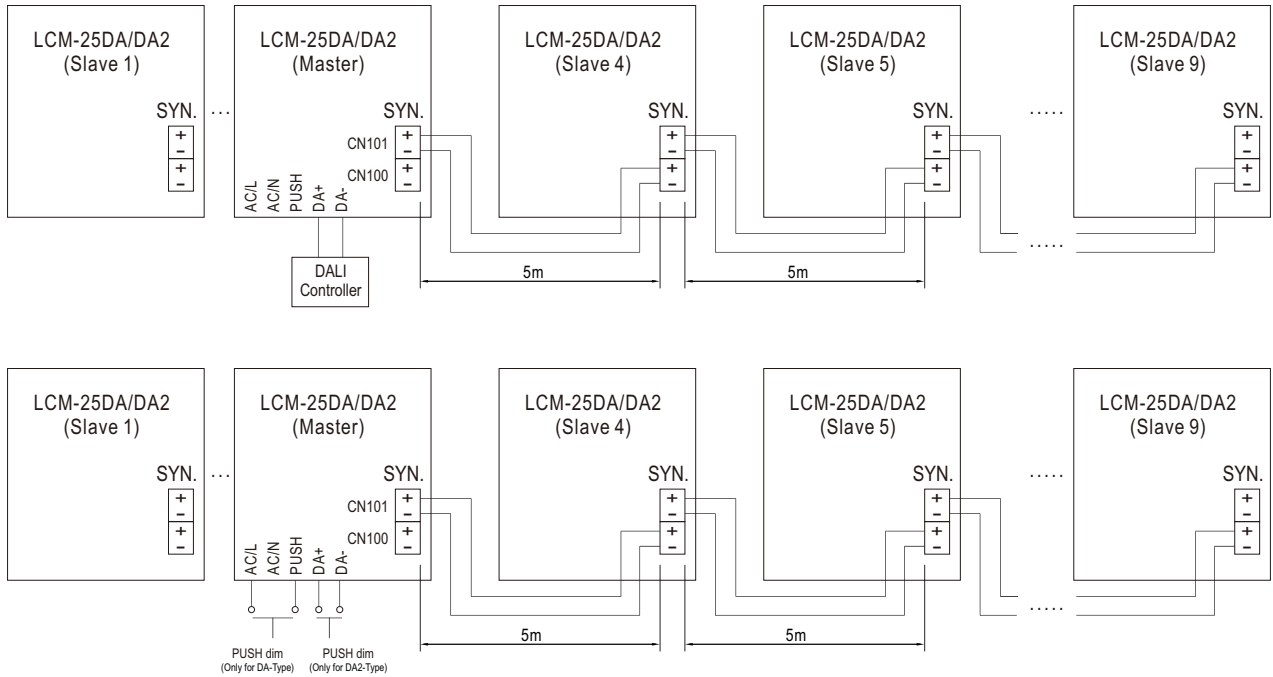 LCM-25DA/DA2 LCM-25DA/DA2 LCM-25DA/DA2 LCM-25DA/DA2 LCM-25DA/DA2
(Slave 1) (Master) (Slave 4) (Slave 5) (Slave 9)
SYN. ... SYN. SYN. SYN. ..... SYN.
+ CN101 + + + +
- - - - -
+ CN100 + + + +
- - - - -
AC/L AC/N PUSH DA+ DA-
.....
DALI
Controller
5m 5m
LCM-25DA/DA2 LCM-25DA/DA2 LCM-25DA/DA2 LCM-25DA/DA2 LCM-25DA/DA2
(Slave 1) (Master) (Slave 4) (Slave 5) (Slave 9)
SYN. ... SYN. SYN. SYN. ..... SYN.
+ CN101 + + + +
- - - - -
+ CN100 + + + +
- - - - -
AC/L AC/N PUSH DA+ DA-
.....
5m 5m
PUSH dim PUSH dim
(Only for DA-Type) (Only for DA2-Type)